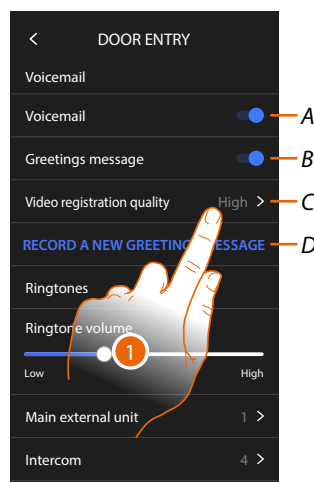 DOOR ENTRY
Voicemail
Voicemail A
Greetings message B
Video registration quality High C
RECORD A NEW GREETING MESSAGE D
Ringtones
Ringtone volume
1
Low High
Main external unit 1
Intercom 4